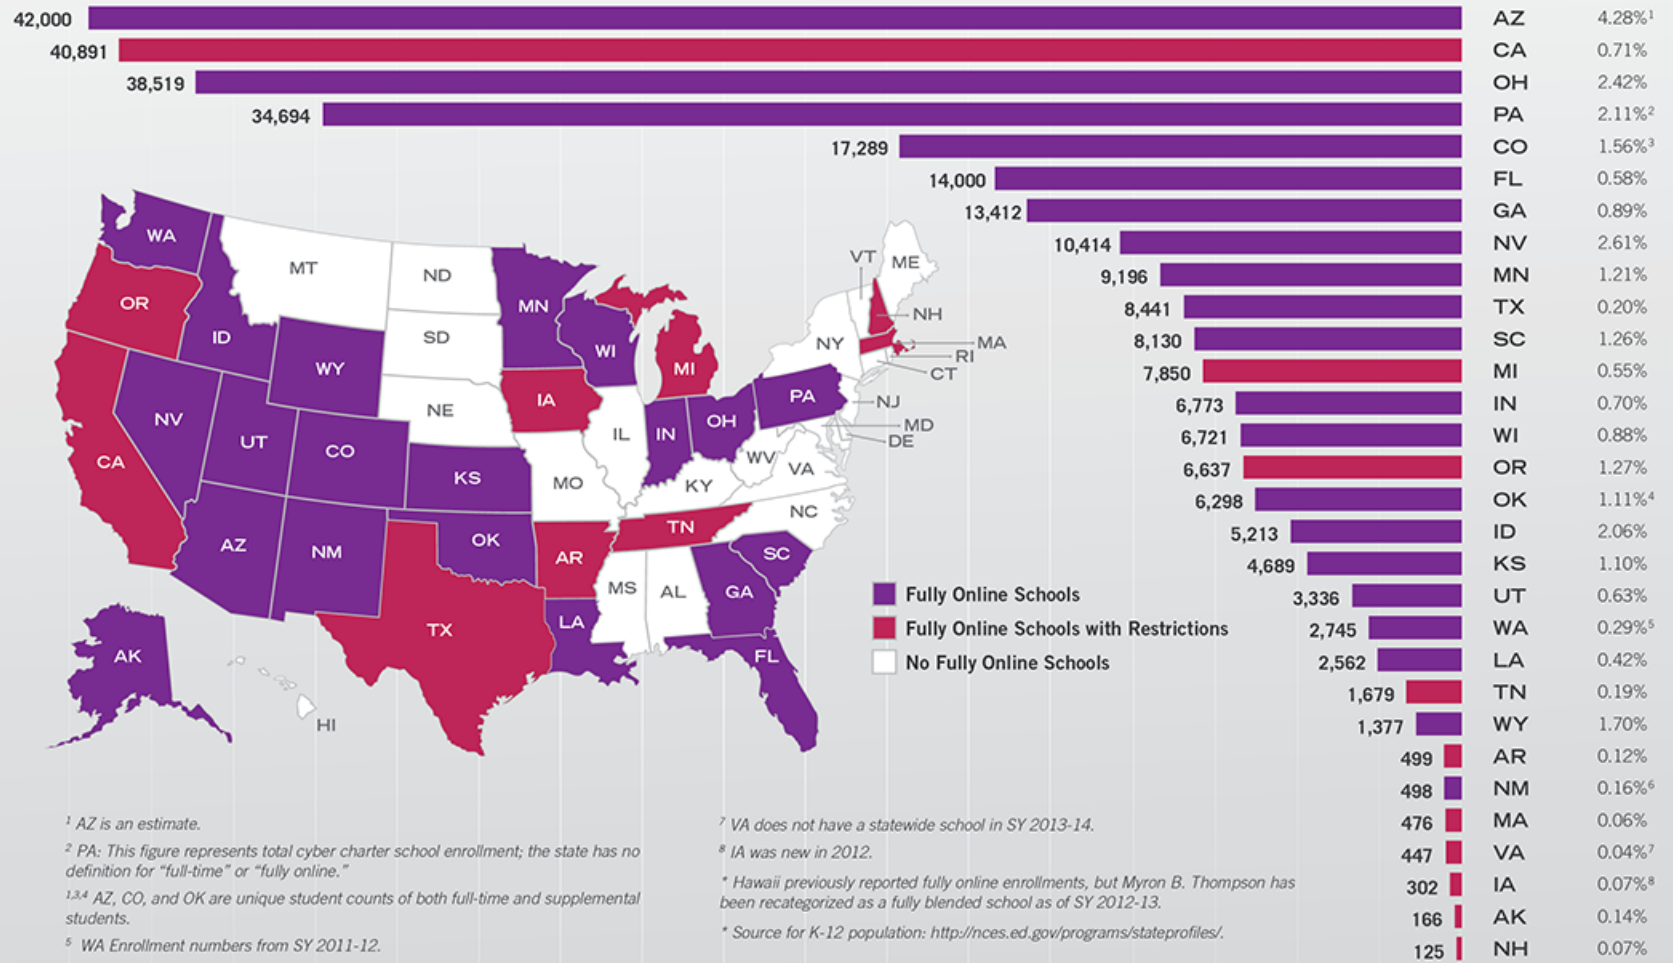 42,000 AZ 4.28%¹
40,891 CA 0.71%
38,519 OH 2.42%
34,694 PA 2.11%²
17,289 CO 1.56%³
14,000 FL 0.58%
13,412 GA 0.89%
10,414 NV 2.61%
9,196 MN 1.21%
8,441 TX 0.20%
8,130 SC 1.26%
7,850 MI 0.55%
6,773 IN 0.70%
6,721 WI 0.88%
6,637 OR 1.27%
6,298 OK 1.11%⁴
5,213 ID 2.06%
4,689 KS 1.10%
3,336 UT 0.63%
2,745 WA 0.29%⁵
2,562 LA 0.42%
1,679 TN 0.19%
1,377 WY 1.70%
499 AR 0.12%
498 NM 0.16%⁶
476 MA 0.06%
447 VA 0.04%⁷
302 IA 0.07%⁸
166 AK 0.14%
125 NH 0.07%
WA
MT
ND
MN
VT
ME
OR
ID
SD
WI
NH
WY
NY
MA
RI
MI
CT
NV
NE
IA
PA
NJ
UT
CO
IL
IN
OH
MD
DE
CA
KS
MO
WV
VA
KY
NC
AZ
NM
OK
AR
TN
SC
MS
AL
GA
TX
LA
FL
AK
HI
Fully Online Schools
Fully Online Schools with Restrictions
No Fully Online Schools
¹ AZ is an estimate.
² PA: This figure represents total cyber charter school enrollment; the state has no
definition for “full-time” or “fully online.”
¹,³,⁴ AZ, CO, and OK are unique student counts of both full-time and supplemental
students.
⁵ WA Enrollment numbers from SY 2011-12.
⁷ VA does not have a statewide school in SY 2013-14.
⁸ IA was new in 2012.
* Hawaii previously reported fully online enrollments, but Myron B. Thompson has
been recategorized as a fully blended school as of SY 2012-13.
* Source for K-12 population: http://nces.ed.gov/programs/stateprofiles/.